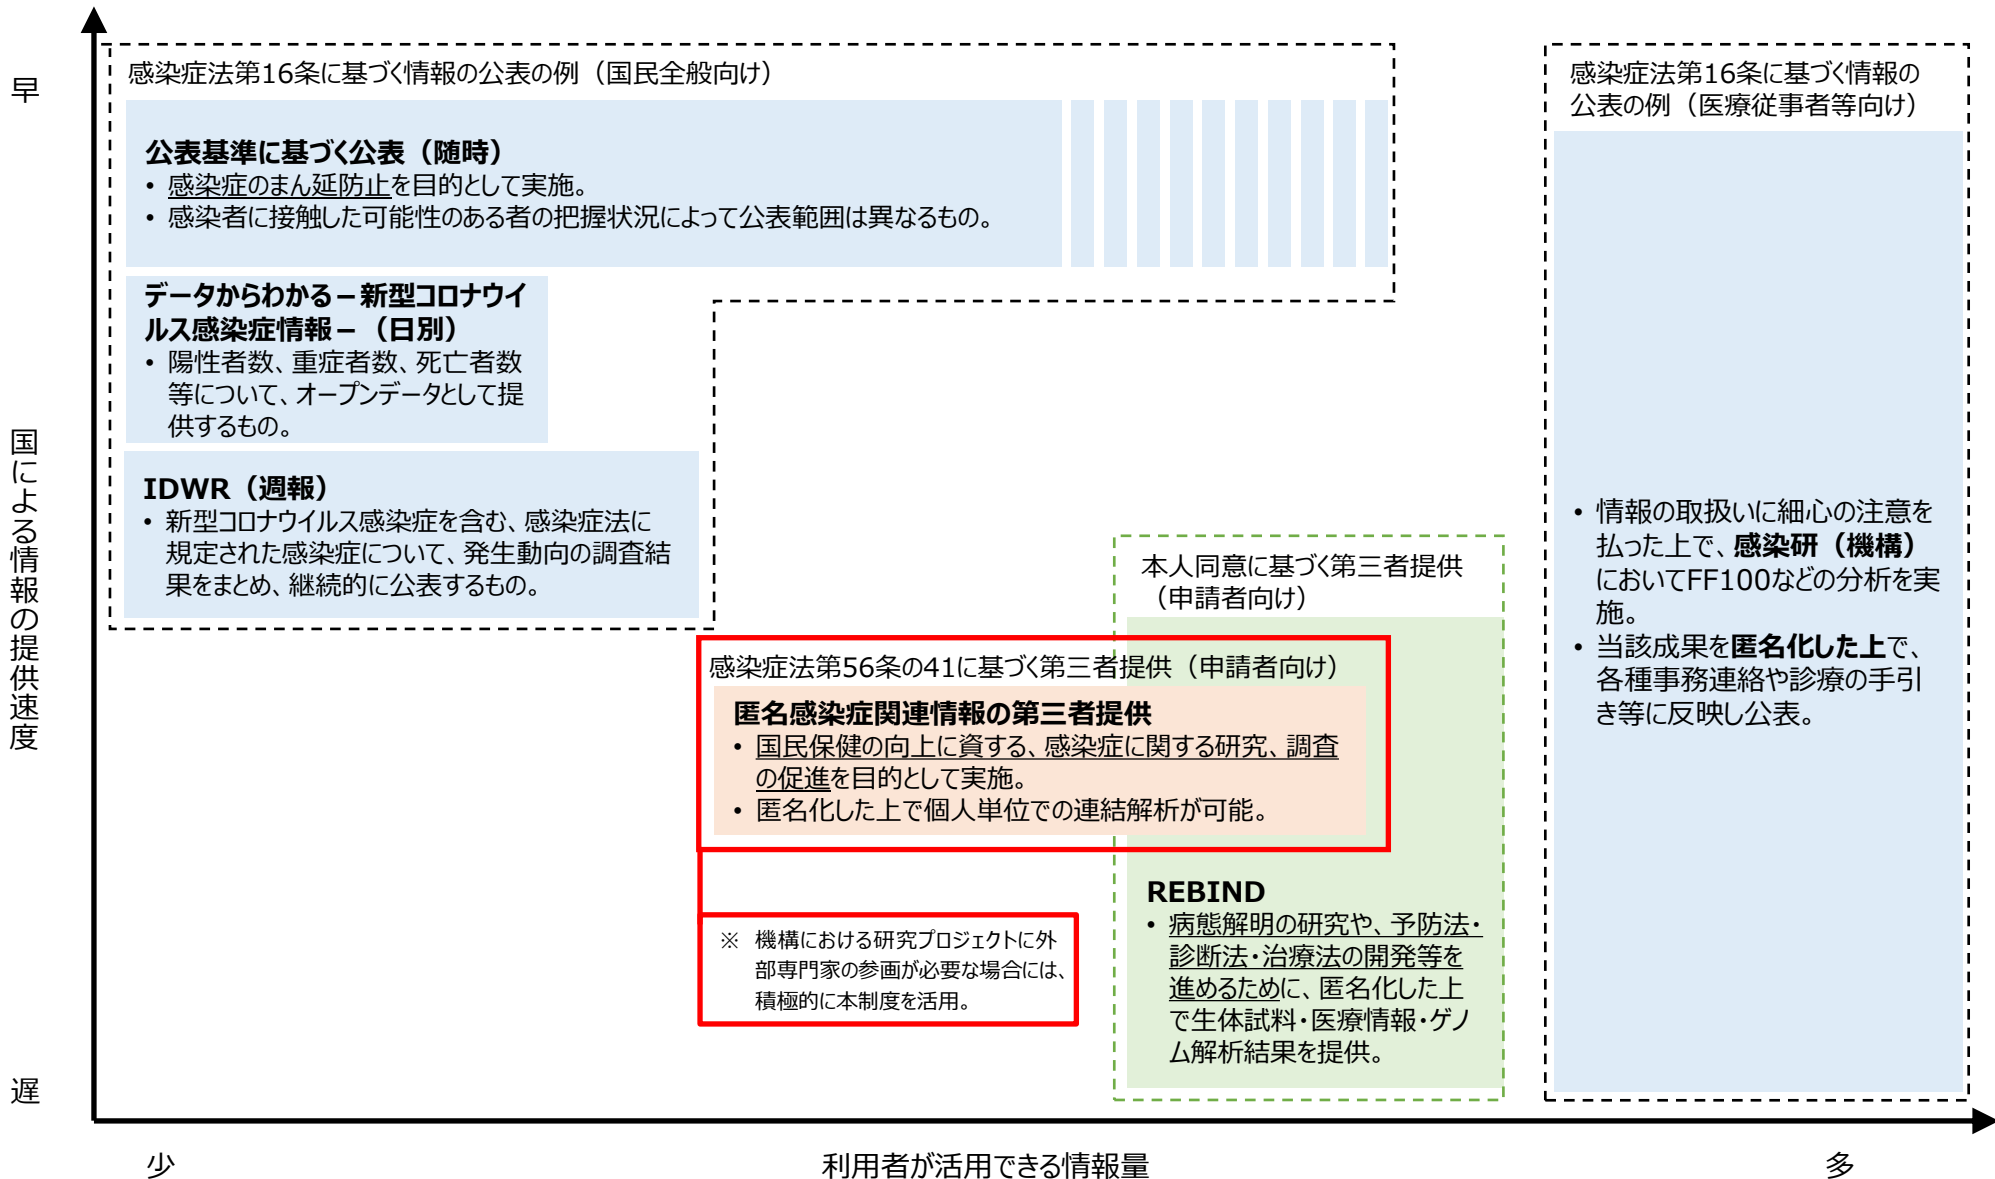 早
国による情報の提供速度
遅
感染症法第16条に基づく情報の公表の例（国民全般向け）
公表基準に基づく公表（随時）
• 感染症のまん延防止を目的として実施。
• 感染者に接触した可能性のある者の把握状況によって公表範囲は異なるもの。
データからわかる－新型コロナウイ
ルス感染症情報－（日別）
• 陽性者数、重症者数、死亡者数
等について、オープンデータとして提
供するもの。
IDWR（週報）
• 新型コロナウイルス感染症を含む、感染症法に
規定された感染症について、発生動向の調査結
果をまとめ、継続的に公表するもの。
感染症法第56条の41に基づく第三者提供（申請者向け）
匿名感染症関連情報の第三者提供
• 国民保健の向上に資する、感染症に関する研究、調査
の促進を目的として実施。
• 匿名化した上で個人単位での連結解析が可能。
※ 機構における研究プロジェクトに外
部専門家の参画が必要な場合には、
積極的に本制度を活用。
本人同意に基づく第三者提供
（申請者向け）
REBIND
• 病態解明の研究や、予防法・
診断法・治療法の開発等を
進めるために、匿名化した上
で生体試料・医療情報・ゲノ
ム解析結果を提供。
感染症法第16条に基づく情報の
公表の例（医療従事者等向け）
• 情報の取扱いに細心の注意を
払った上で、感染研（機構）
においてFF100などの分析を実
施。
• 当該成果を匿名化した上で、
各種事務連絡や診療の手引
き等に反映し公表。
少
利用者が活用できる情報量
多